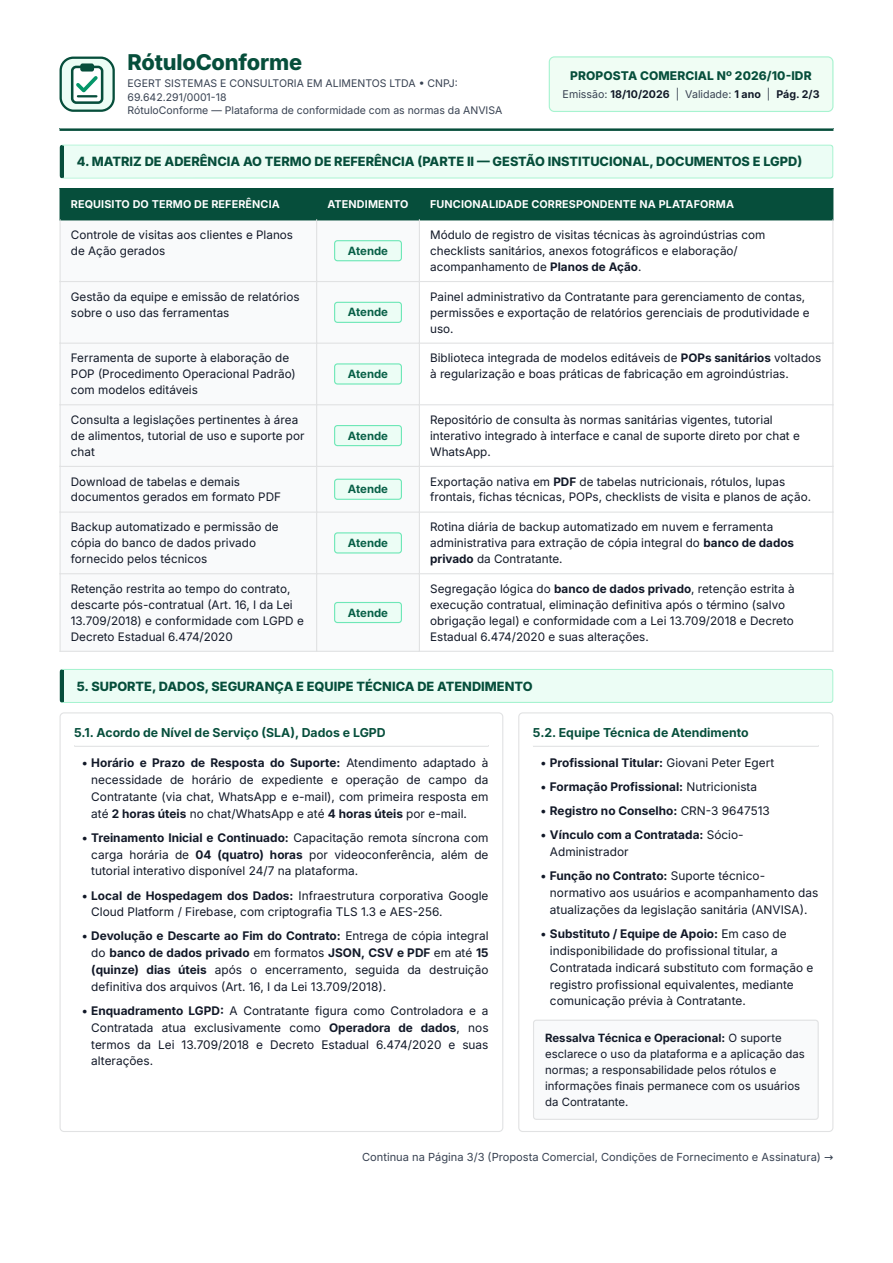 RótuloConforme
EGERT SISTEMAS E CONSULTORIA EM ALIMENTOS LTDA • CNPJ:
69.642.291/0001-18
RótuloConforme — Plataforma de conformidade com as normas da ANVISA
PROPOSTA COMERCIAL Nº 2026/10-IDR
Emissão: 18/10/2026 | Validade: 1 ano | Pág. 2/3
4. MATRIZ DE ADERÊNCIA AO TERMO DE REFERÊNCIA (PARTE II — GESTÃO INSTITUCIONAL, DOCUMENTOS E LGPD)
REQUISITO DO TERMO DE REFERÊNCIA ATENDIMENTO FUNCIONALIDADE CORRESPONDENTE NA PLATAFORMA
Controle de visitas aos clientes e Planos
de Ação gerados
Atende
Módulo de registro de visitas técnicas às agroindústrias com
checklists sanitários, anexos fotográficos e elaboração/
acompanhamento de Planos de Ação.
Gestão da equipe e emissão de relatórios
sobre o uso das ferramentas
Atende
Painel administrativo da Contratante para gerenciamento de contas,
permissões e exportação de relatórios gerenciais de produtividade e
uso.
Ferramenta de suporte à elaboração de
POP (Procedimento Operacional Padrão)
com modelos editáveis
Atende
Biblioteca integrada de modelos editáveis de POPs sanitários voltados
à regularização e boas práticas de fabricação em agroindústrias.
Consulta a legislações pertinentes à área
de alimentos, tutorial de uso e suporte por
chat
Atende
Repositório de consulta às normas sanitárias vigentes, tutorial
interativo integrado à interface e canal de suporte direto por chat e
WhatsApp.
Download de tabelas e demais
documentos gerados em formato PDF
Atende
Exportação nativa em PDF de tabelas nutricionais, rótulos, lupas
frontais, fichas técnicas, POPs, checklists de visita e planos de ação.
Backup automatizado e permissão de
cópia do banco de dados privado
fornecido pelos técnicos
Atende
Rotina diária de backup automatizado em nuvem e ferramenta
administrativa para extração de cópia integral do banco de dados
privado da Contratante.
Retenção restrita ao tempo do contrato,
descarte pós-contratual (Art. 16, I da Lei
13.709/2018) e conformidade com LGPD e
Decreto Estadual 6.474/2020
Atende
Segregação lógica do banco de dados privado, retenção estrita à
execução contratual, eliminação definitiva após o término (salvo
obrigação legal) e conformidade com a Lei 13.709/2018 e Decreto
Estadual 6.474/2020 e suas alterações.
5. SUPORTE, DADOS, SEGURANÇA E EQUIPE TÉCNICA DE ATENDIMENTO
5.1. Acordo de Nível de Serviço (SLA), Dados e LGPD
• Horário e Prazo de Resposta do Suporte: Atendimento adaptado à
necessidade de horário de expediente e operação de campo da
Contratante (via chat, WhatsApp e e-mail), com primeira resposta em
até 2 horas úteis no chat/WhatsApp e até 4 horas úteis por e-mail.
• Treinamento Inicial e Continuado: Capacitação remota síncrona com
carga horária de 04 (quatro) horas por videoconferência, além de
tutorial interativo disponível 24/7 na plataforma.
• Local de Hospedagem dos Dados: Infraestrutura corporativa Google
Cloud Platform / Firebase, com criptografia TLS 1.3 e AES-256.
• Devolução e Descarte ao Fim do Contrato: Entrega de cópia integral
do banco de dados privado em formatos JSON, CSV e PDF em até 15
(quinze) dias úteis após o encerramento, seguida da destruição
definitiva dos arquivos (Art. 16, I da Lei 13.709/2018).
• Enquadramento LGPD: A Contratante figura como Controladora e a
Contratada atua exclusivamente como Operadora de dados, nos
termos da Lei 13.709/2018 e Decreto Estadual 6.474/2020 e suas
alterações.
5.2. Equipe Técnica de Atendimento
• Profissional Titular: Giovani Peter Egert
• Formação Profissional: Nutricionista
• Registro no Conselho: CRN-3 9647513
• Vínculo com a Contratada: Sócio-
Administrador
• Função no Contrato: Suporte técnico-
normativo aos usuários e acompanhamento das
atualizações da legislação sanitária (ANVISA).
• Substituto / Equipe de Apoio: Em caso de
indisponibilidade do profissional titular, a
Contratada indicará substituto com formação e
registro profissional equivalentes, mediante
comunicação prévia à Contratante.
Ressalva Técnica e Operacional: O suporte
esclarece o uso da plataforma e a aplicação das
normas; a responsabilidade pelos rótulos e
informações finais permanece com os usuários
da Contratante.
Continua na Página 3/3 (Proposta Comercial, Condições de Fornecimento e Assinatura) →